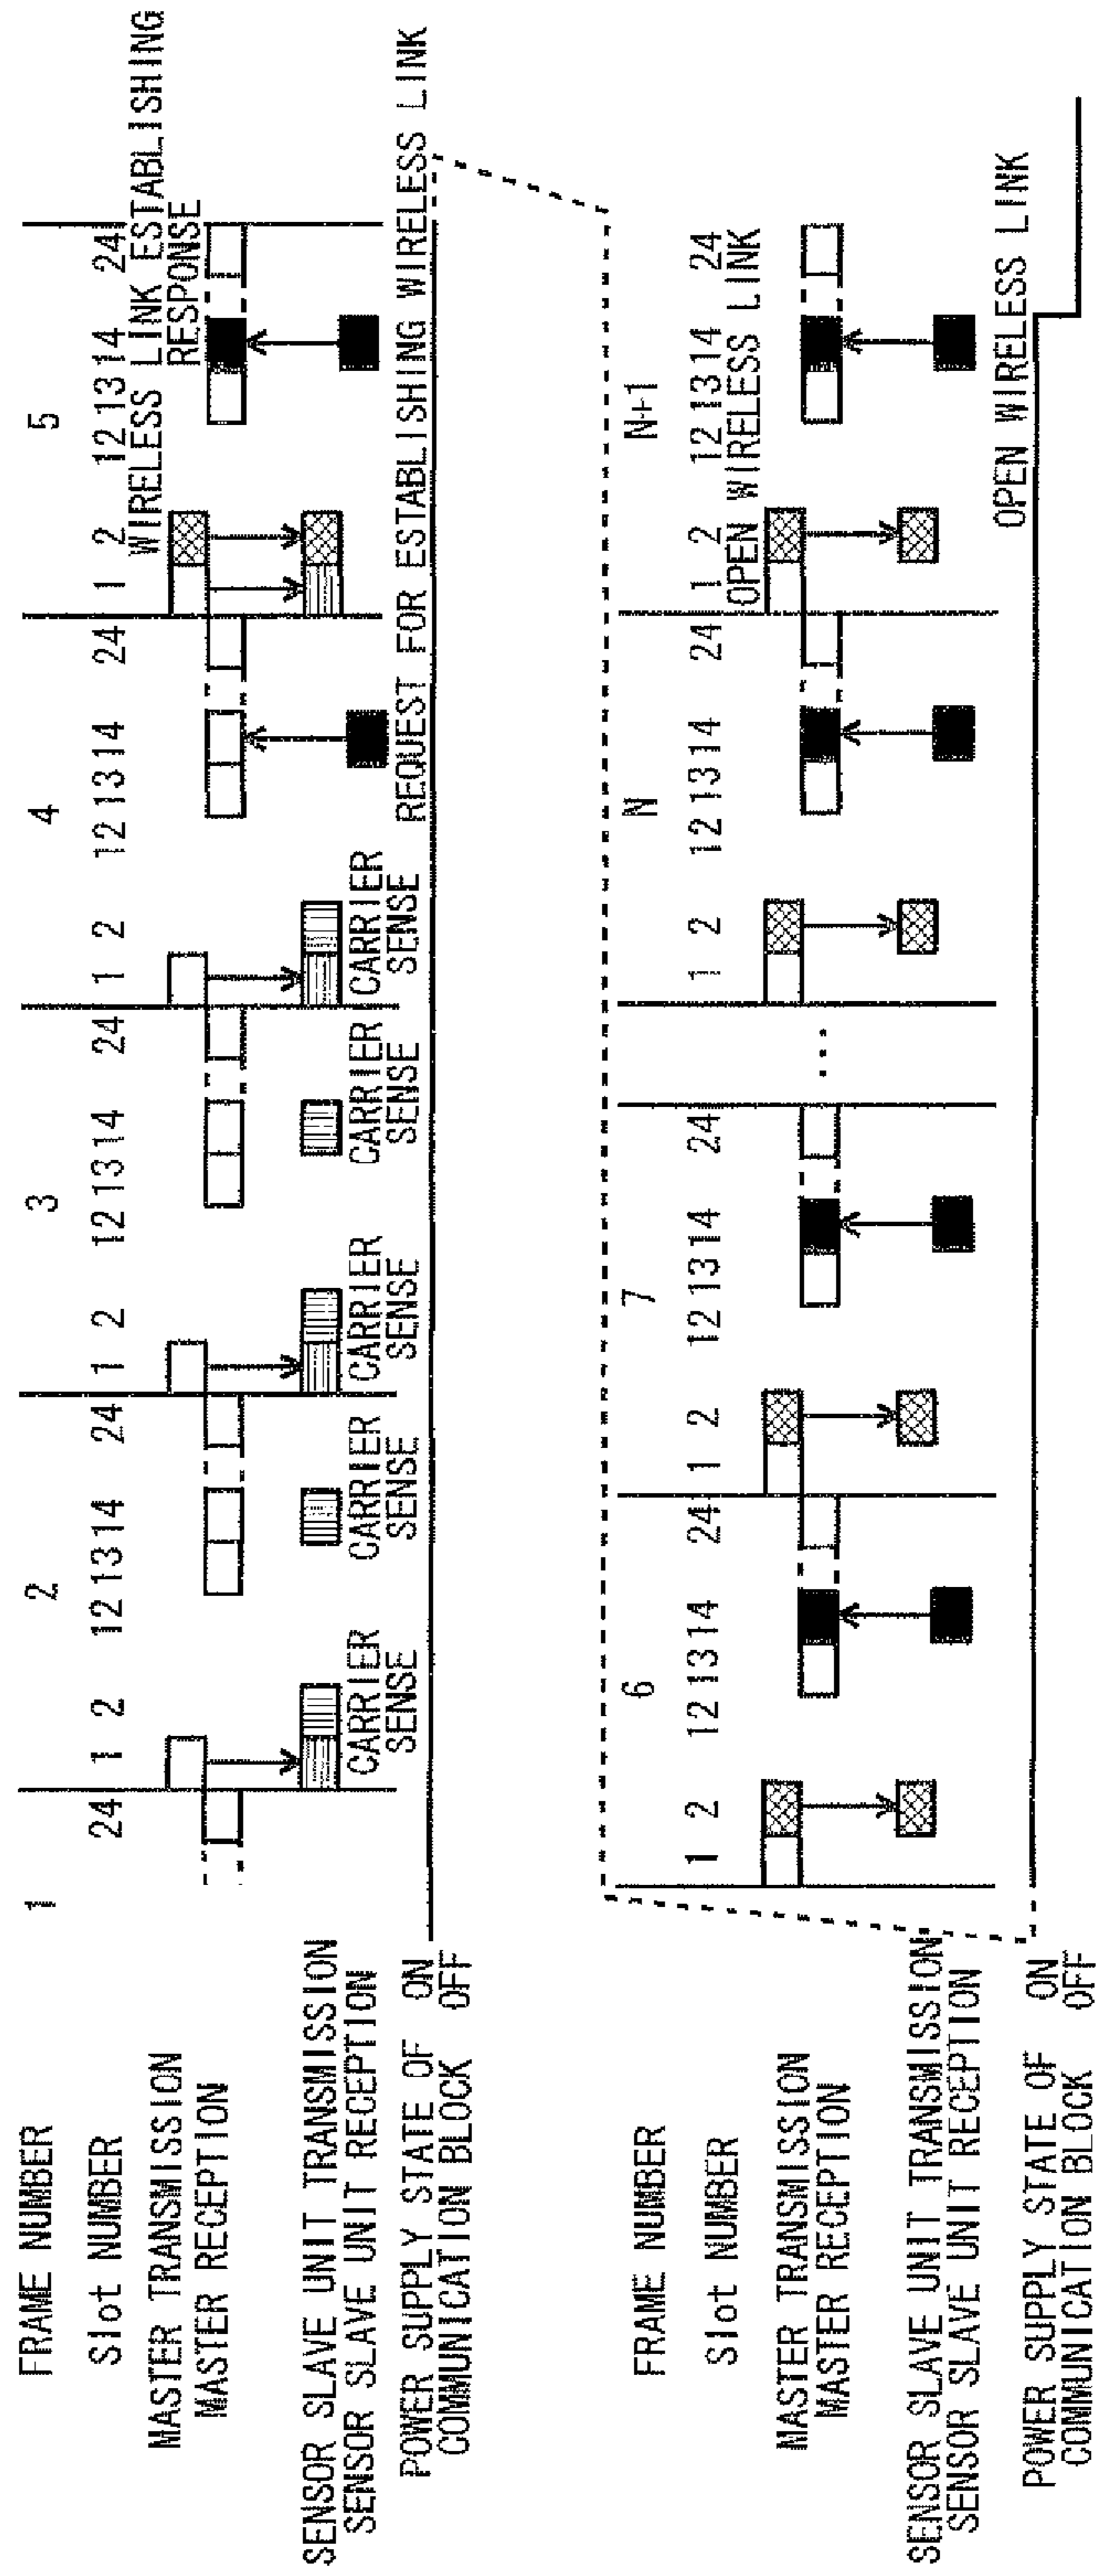 1 2 3 4 5
24 1 2 12 13 14 24 1 2 12 13 14 24 1 2 12 13 14 24 1 2 12 13 14 24
FRAME NUMBER
Slot NUMBER
MASTER TRANSMISSION
MASTER RECEPTION
SENSOR SLAVE UNIT TRANSMISSION
SENSOR SLAVE UNIT RECEPTION
POWER SUPPLY STATE OF ON
COMMUNICATION BLOCK OFF
CARRIER
SENSE
CARRIER
SENSE
CARRIER
SENSE
CARRIER
SENSE
CARRIER
SENSE
WIRELESS LINK ESTABLISHING
WIRELESS LINK ESTABLISHING
RESPONSE
REQUEST FOR ESTABLISHING WIRELESS LINK
FRAME NUMBER
6 7 ... N N+1
Slot NUMBER
1 2 12 13 14 24 1 2 12 13 14 24 1 2 12 13 14 24 1 2 12 13 14 24
MASTER TRANSMISSION
MASTER RECEPTION
SENSOR SLAVE UNIT TRANSMISSION
SENSOR SLAVE UNIT RECEPTION
POWER SUPPLY STATE OF ON
COMMUNICATION BLOCK OFF
OPEN WIRELESS LINK
OPEN WIRELESS LINK